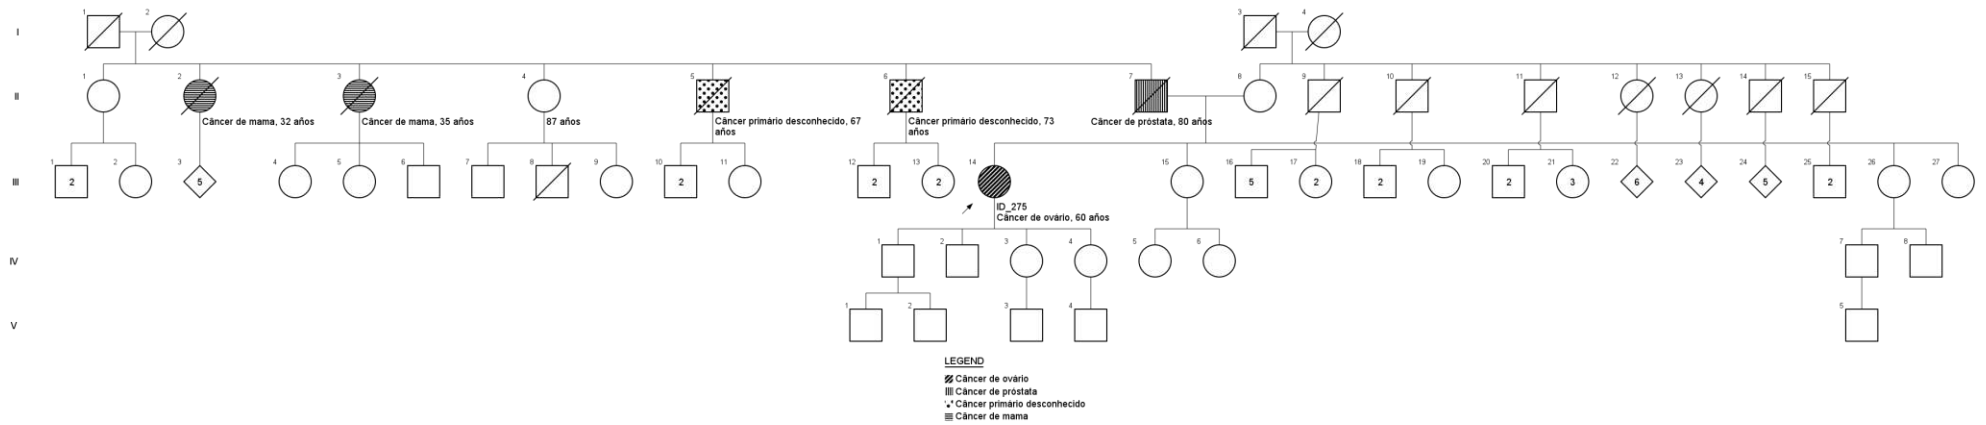 1 2 3 4
I
1 2 3 4 5 6 7 8 9 10 11 12 13 14 15
II
Câncer de mama, 32 años Câncer de mama, 35 años 87 años Câncer primário desconhecido, 67 Câncer primário desconhecido, 73 Câncer de próstata, 80 años
años años
1 2 3 4 5 6 7 8 9 10 11 12 13 14 15 16 17 18 19 20 21 22 23 24 25 26 27
III 2 5 2 2 2 5 2 2 2 3 6 4 5 2
ID_275
Câncer de ovário, 60 años
1 2 3 4 5 6 7 8
IV
1 2 3 4 5
V
LEGEND
Câncer de ovário
Câncer de próstata
Câncer primário desconhecido
Câncer de mama